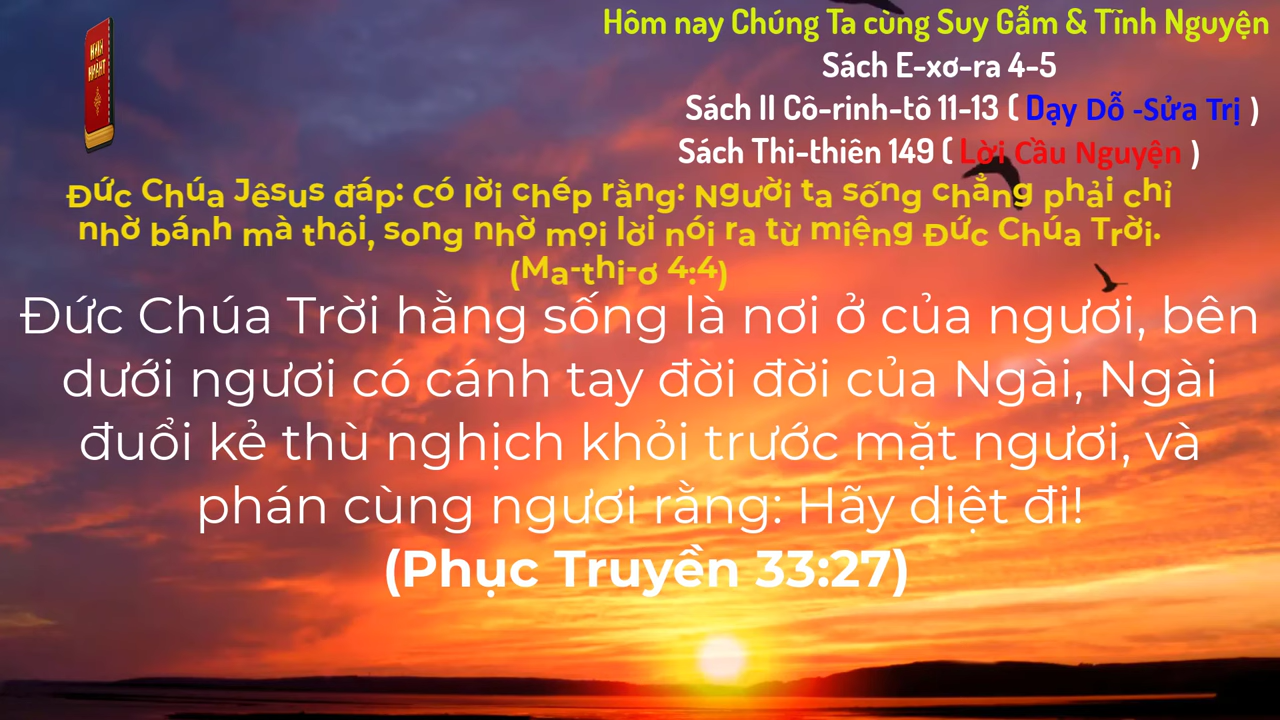 Hôm nay Chúng Ta cùng Suy Gẫm & Tĩnh Nguyện
Sách E-xơ-ra 4-5
Sách II Cô-rinh-tô 11-13 ( Dạy Dỗ -Sửa Trị )
Sách Thi-thiên 149 ( Lời Cầu Nguyện )
Đức Chúa Jêsus đáp: Có lời chép rằng: Người ta sống chẳng phải chỉ
nhờ bánh mà thôi, song nhờ mọi lời nói ra từ miệng Đức Chúa Trời.
(Ma-thi-ơ 4:4)
Đức Chúa Trời hằng sống là nơi ở của ngươi, bên
dưới ngươi có cánh tay đời đời của Ngài, Ngài
đuổi kẻ thù nghịch khỏi trước mặt ngươi, và
phán cùng ngươi rằng: Hãy diệt đi!
(Phục Truyền 33:27)